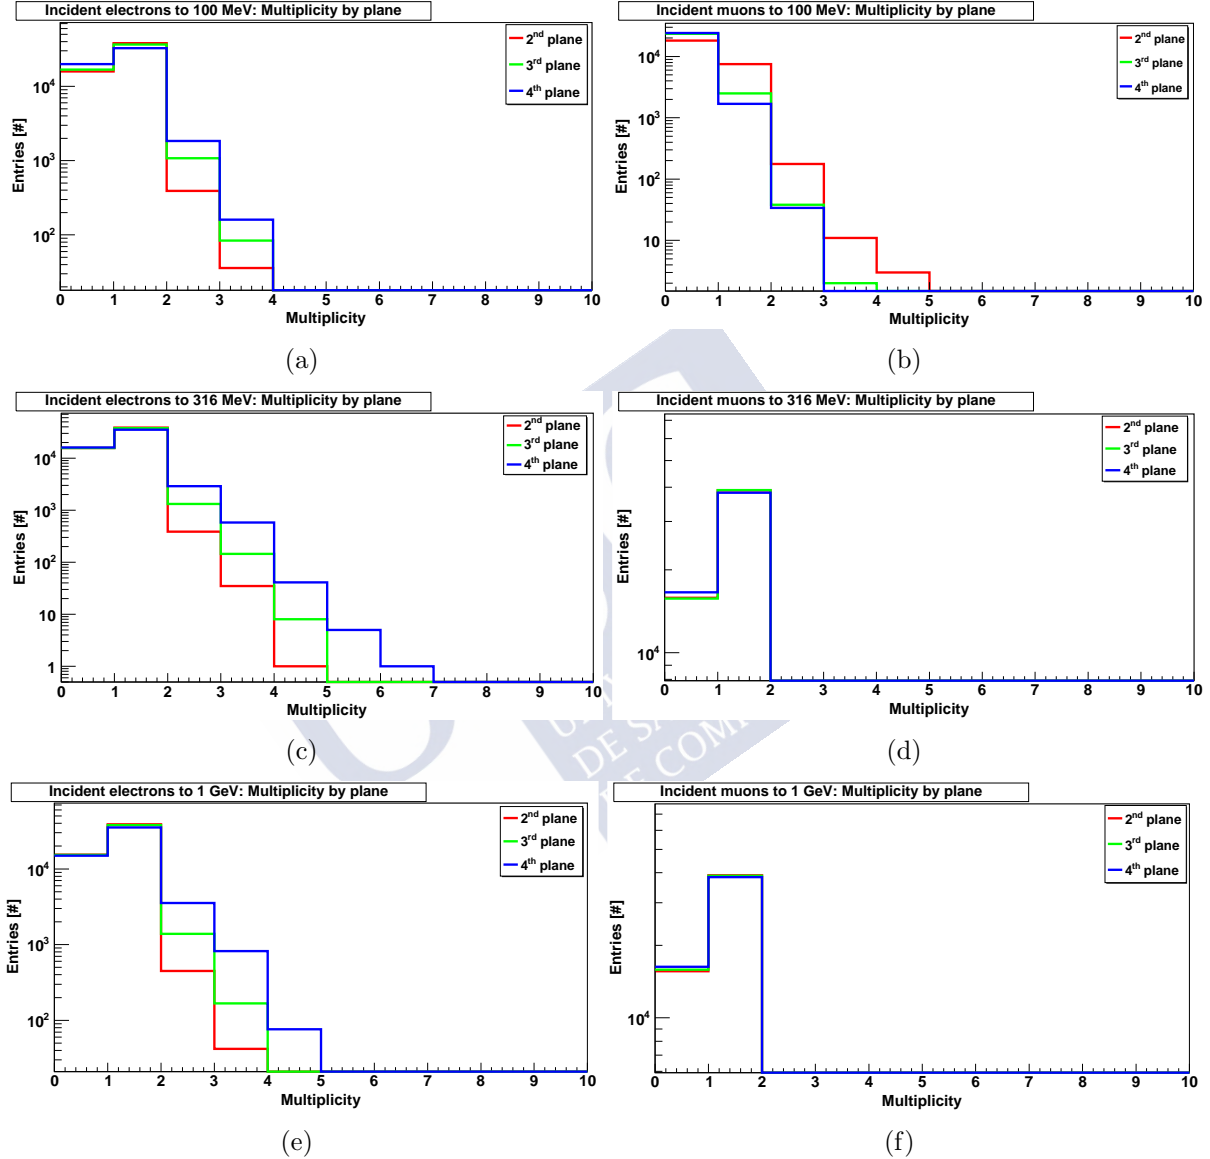 Incident electrons to 100 MeV: Multiplicity by plane
2nd plane
3rd plane
4th plane
Entries [#]
10^4
10^3
10^2
0 1 2 3 4 5 6 7 8 9 10
Multiplicity
(a)
Incident muons to 100 MeV: Multiplicity by plane
2nd plane
3rd plane
4th plane
Entries [#]
10^4
10^3
10^2
10
0 1 2 3 4 5 6 7 8 9 10
Multiplicity
(b)
Incident electrons to 316 MeV: Multiplicity by plane
2nd plane
3rd plane
4th plane
Entries [#]
10^4
10^3
10^2
10
1
0 1 2 3 4 5 6 7 8 9 10
Multiplicity
(c)
Incident muons to 316 MeV: Multiplicity by plane
2nd plane
3rd plane
4th plane
Entries [#]
10^4
0 1 2 3 4 5 6 7 8 9 10
Multiplicity
(d)
Incident electrons to 1 GeV: Multiplicity by plane
2nd plane
3rd plane
4th plane
Entries [#]
10^4
10^3
10^2
0 1 2 3 4 5 6 7 8 9 10
Multiplicity
(e)
Incident muons to 1 GeV: Multiplicity by plane
2nd plane
3rd plane
4th plane
Entries [#]
10^4
0 1 2 3 4 5 6 7 8 9 10
Multiplicity
(f)